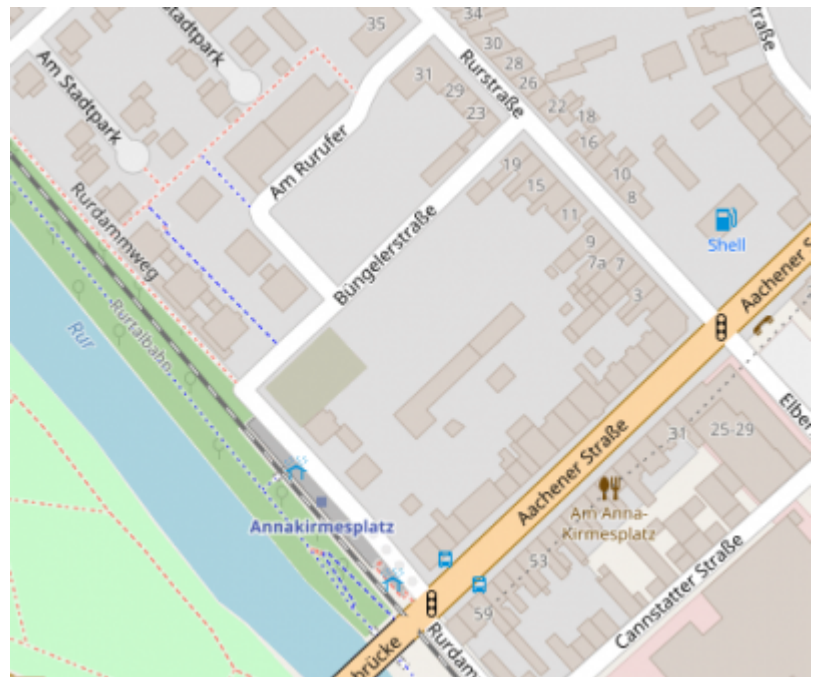 34
35
30
Stadtpark
28
31
Rurstraße
26
29
Am Stadtpark
22
23
18
16
Am Rurufer
19
10
15
8
Rurdammweg
11
Büngelerstraße
9
Shell
7a
7
Aachener S
3
Rurtalbahn
Rur
Elber
31
25-29
Aachener Straße
Am Anna-
Kirmesplatz
Annakirmesplatz
53
Cannstatter Straße
59
Rurdam
brücke